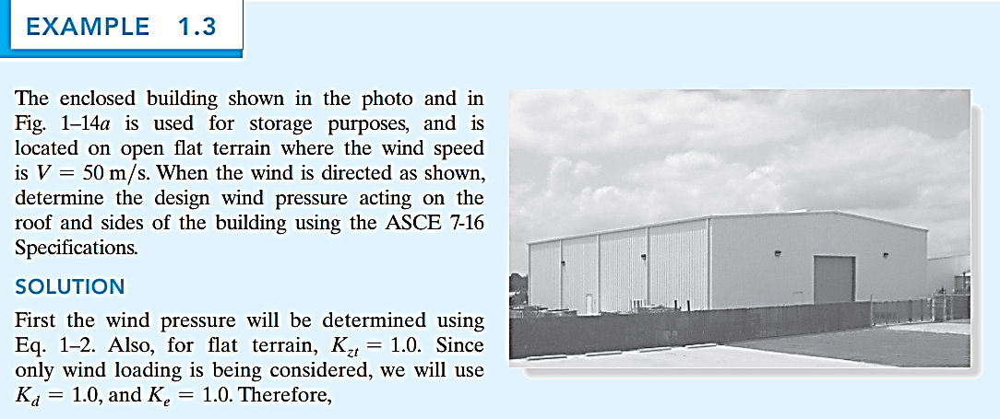 EXAMPLE 1.3
The enclosed building shown in the photo and in
Fig. 1–14a is used for storage purposes, and is
located on open flat terrain where the wind speed
is V = 50 m/s. When the wind is directed as shown,
determine the design wind pressure acting on the
roof and sides of the building using the ASCE 7-16
Specifications.
SOLUTION
First the wind pressure will be determined using
Eq. 1–2. Also, for flat terrain, K_zt = 1.0. Since
only wind loading is being considered, we will use
K_d = 1.0, and K_e = 1.0. Therefore,